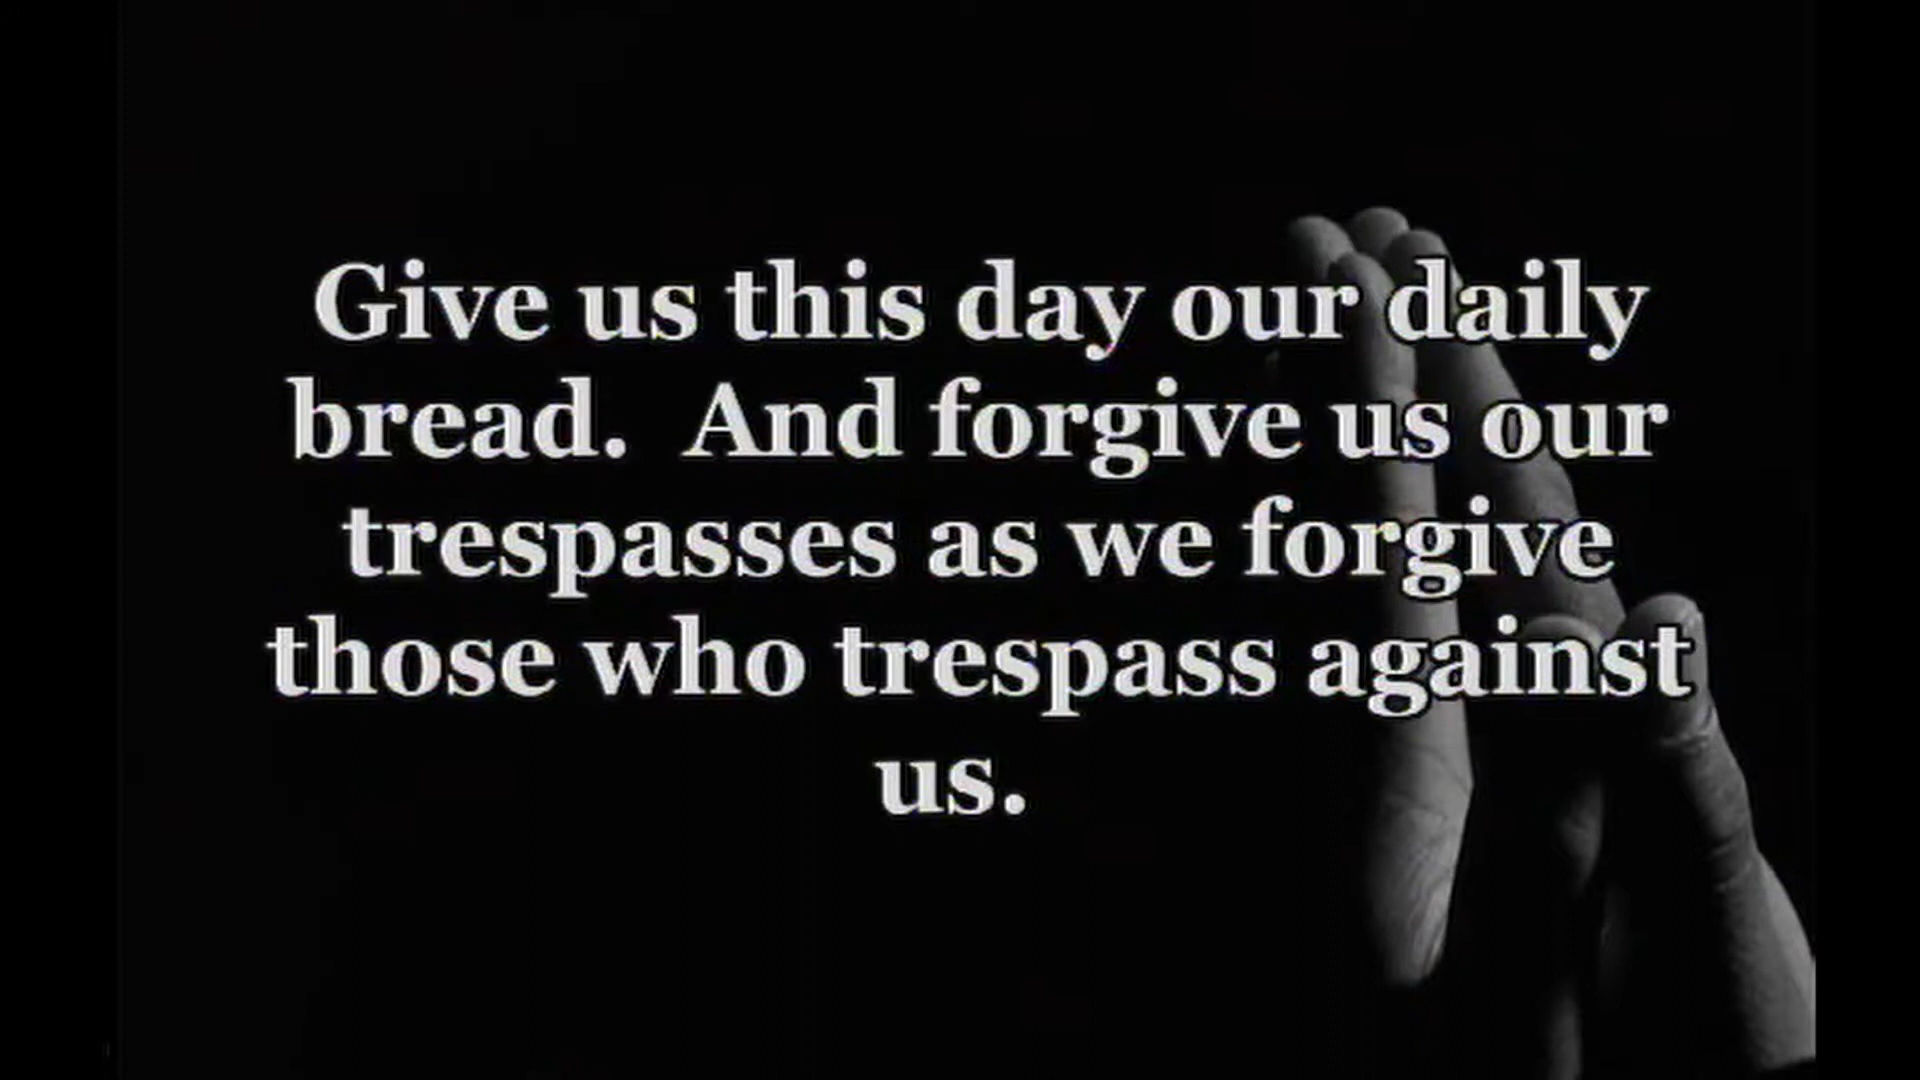 Give us this day our daily
bread.  And forgive us our
trespasses as we forgive
those who trespass against
us.